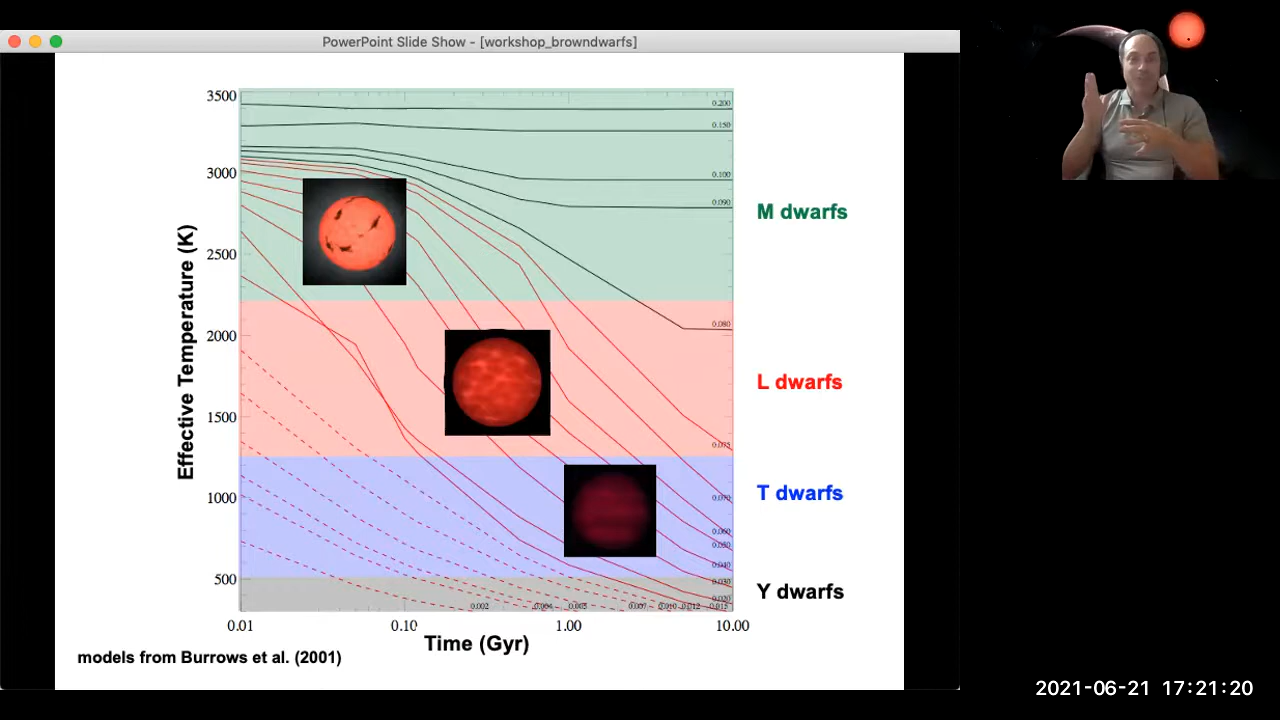 PowerPoint Slide Show - [workshop_browndwarfs]
3500
3000
2500
2000
1500
1000
500
Effective Temperature (K)
0.200
0.150
0.100
0.090
0.080
0.075
0.070
0.060
0.050
0.040
0.030
0.020
0.002 0.004 0.005 0.007 0.010 0.012 0.015
M dwarfs
L dwarfs
T dwarfs
Y dwarfs
0.01 0.10 1.00 10.00
Time (Gyr)
models from Burrows et al. (2001)
2021-06-21 17:21:20